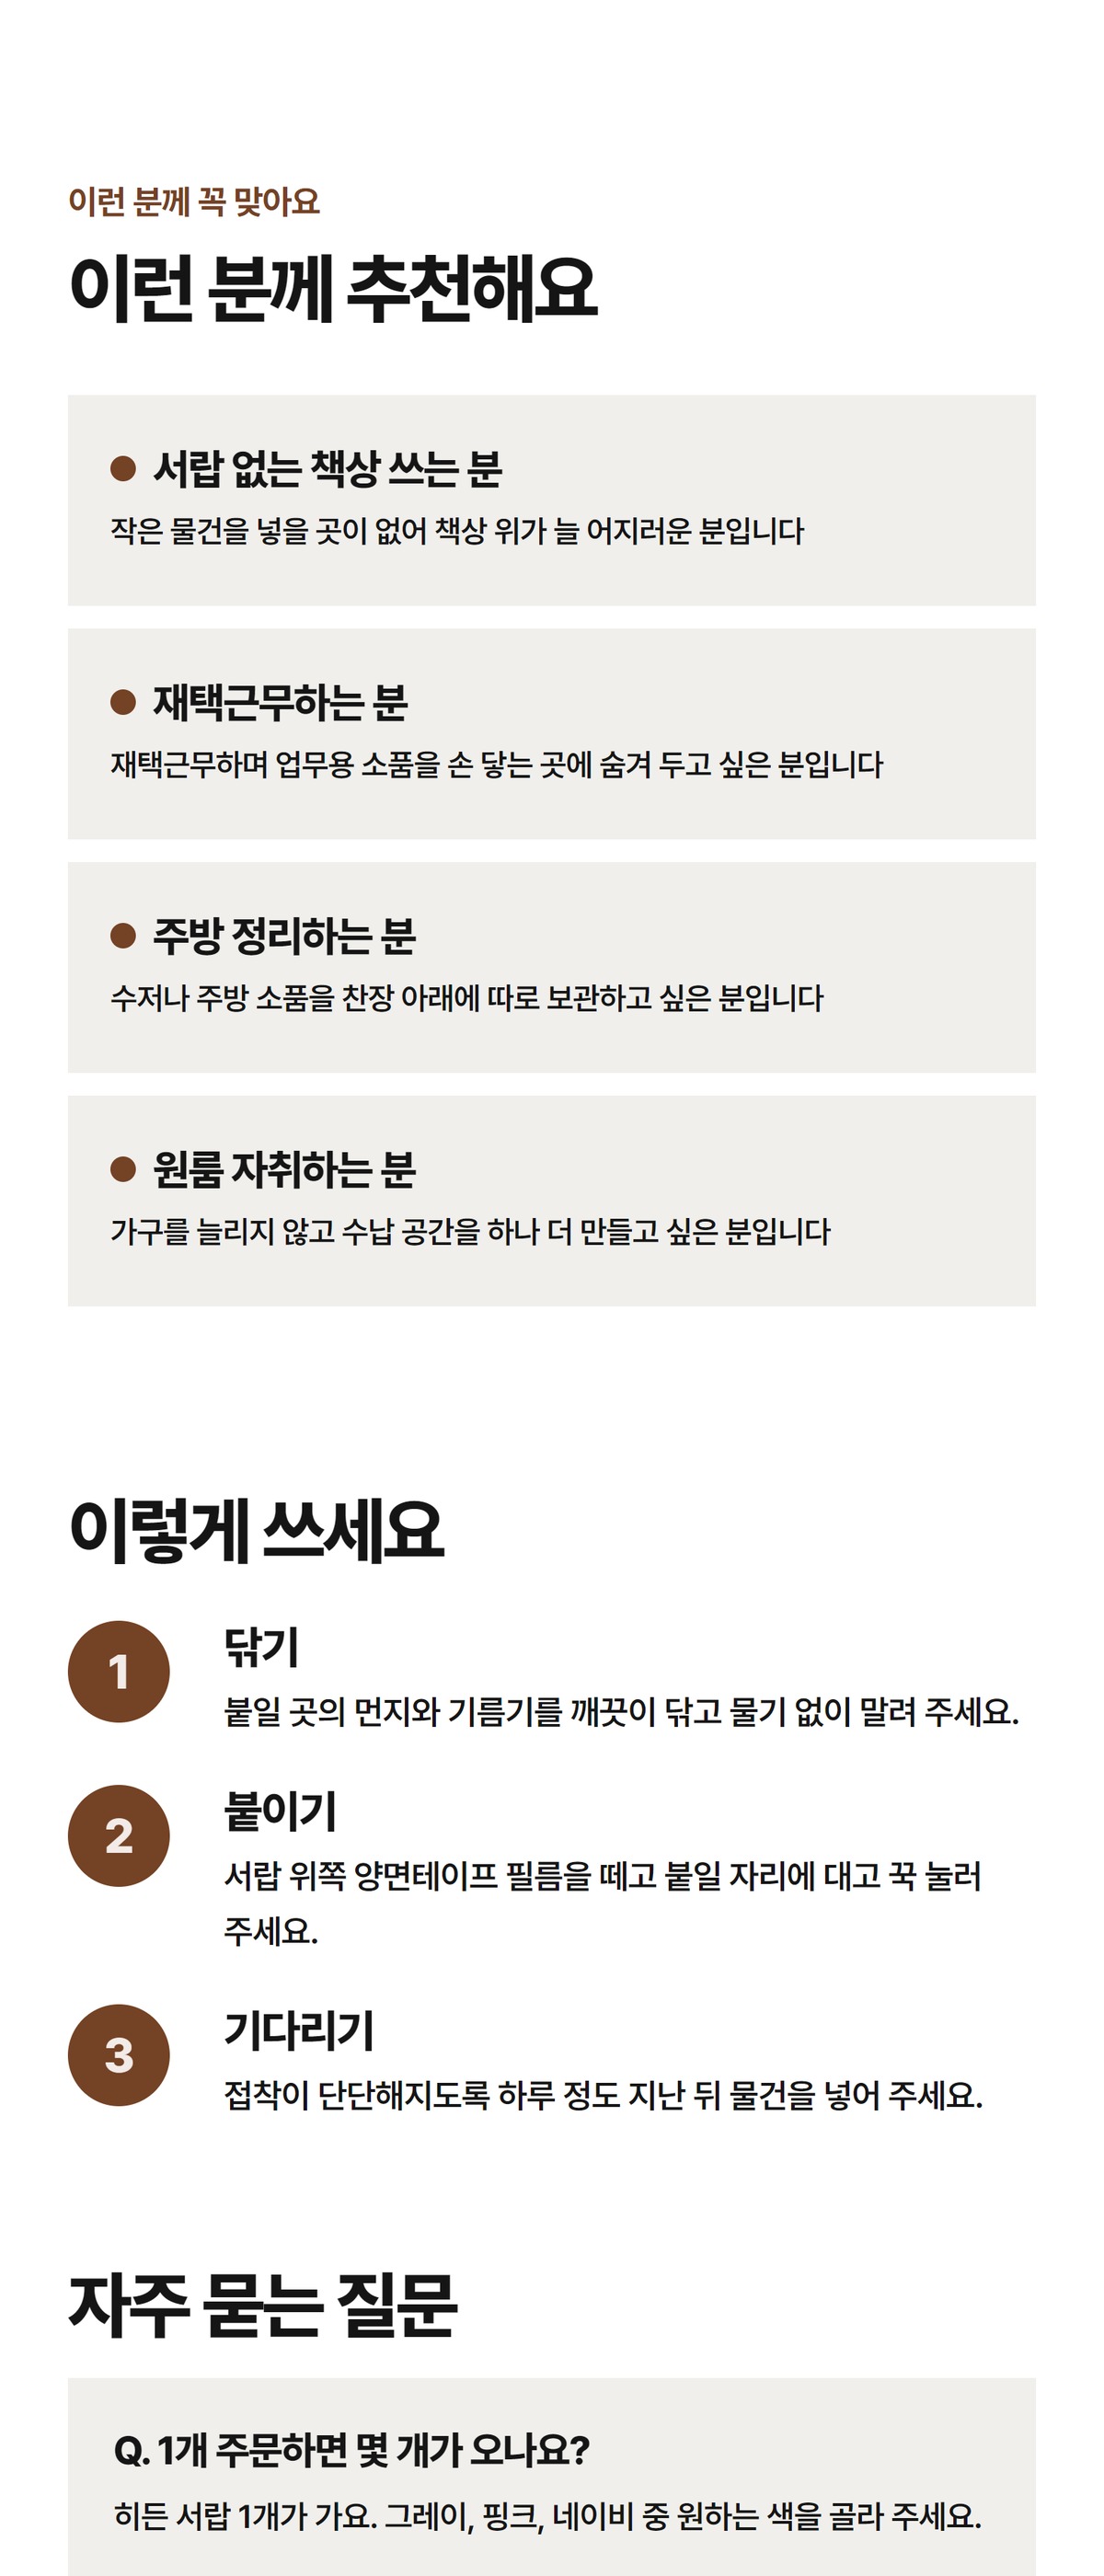 이런 분께 꼭 맞아요
이런 분께 추천해요
서랍 없는 책상 쓰는 분
작은 물건을 넣을 곳이 없어 책상 위가 늘 어지러운 분입니다
재택근무하는 분
재택근무하며 업무용 소품을 손 닿는 곳에 숨겨 두고 싶은 분입니다
주방 정리하는 분
수저나 주방 소품을 찬장 아래에 따로 보관하고 싶은 분입니다
원룸 자취하는 분
가구를 늘리지 않고 수납 공간을 하나 더 만들고 싶은 분입니다
이렇게 쓰세요
1
닦기
붙일 곳의 먼지와 기름기를 깨끗이 닦고 물기 없이 말려 주세요.
2
붙이기
서랍 위쪽 양면테이프 필름을 떼고 붙일 자리에 대고 꾹 눌러
주세요.
3
기다리기
접착이 단단해지도록 하루 정도 지난 뒤 물건을 넣어 주세요.
자주 묻는 질문
Q. 1개 주문하면 몇 개가 오나요?
히든 서랍 1개가 가요. 그레이, 핑크, 네이비 중 원하는 색을 골라 주세요.